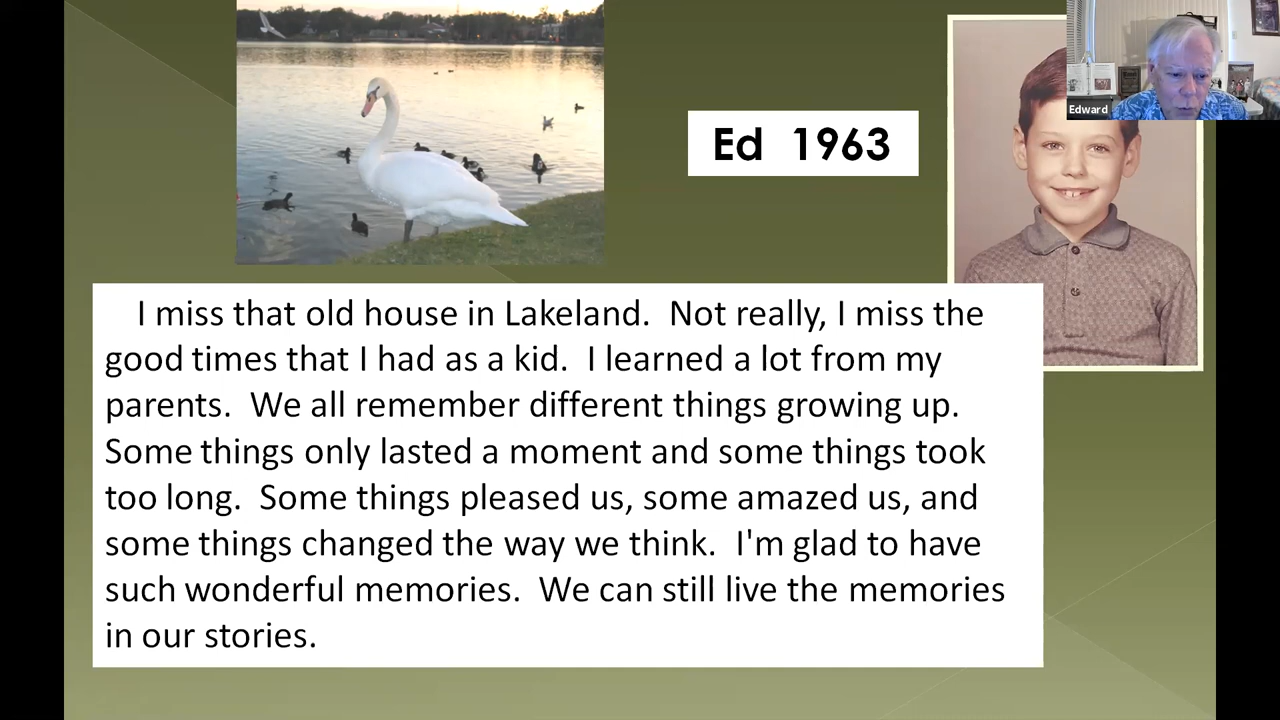 Edward
Ed 1963
I miss that old house in Lakeland. Not really, I miss the
good times that I had as a kid. I learned a lot from my
parents. We all remember different things growing up.
Some things only lasted a moment and some things took
too long. Some things pleased us, some amazed us, and
some things changed the way we think. I'm glad to have
such wonderful memories. We can still live the memories
in our stories.